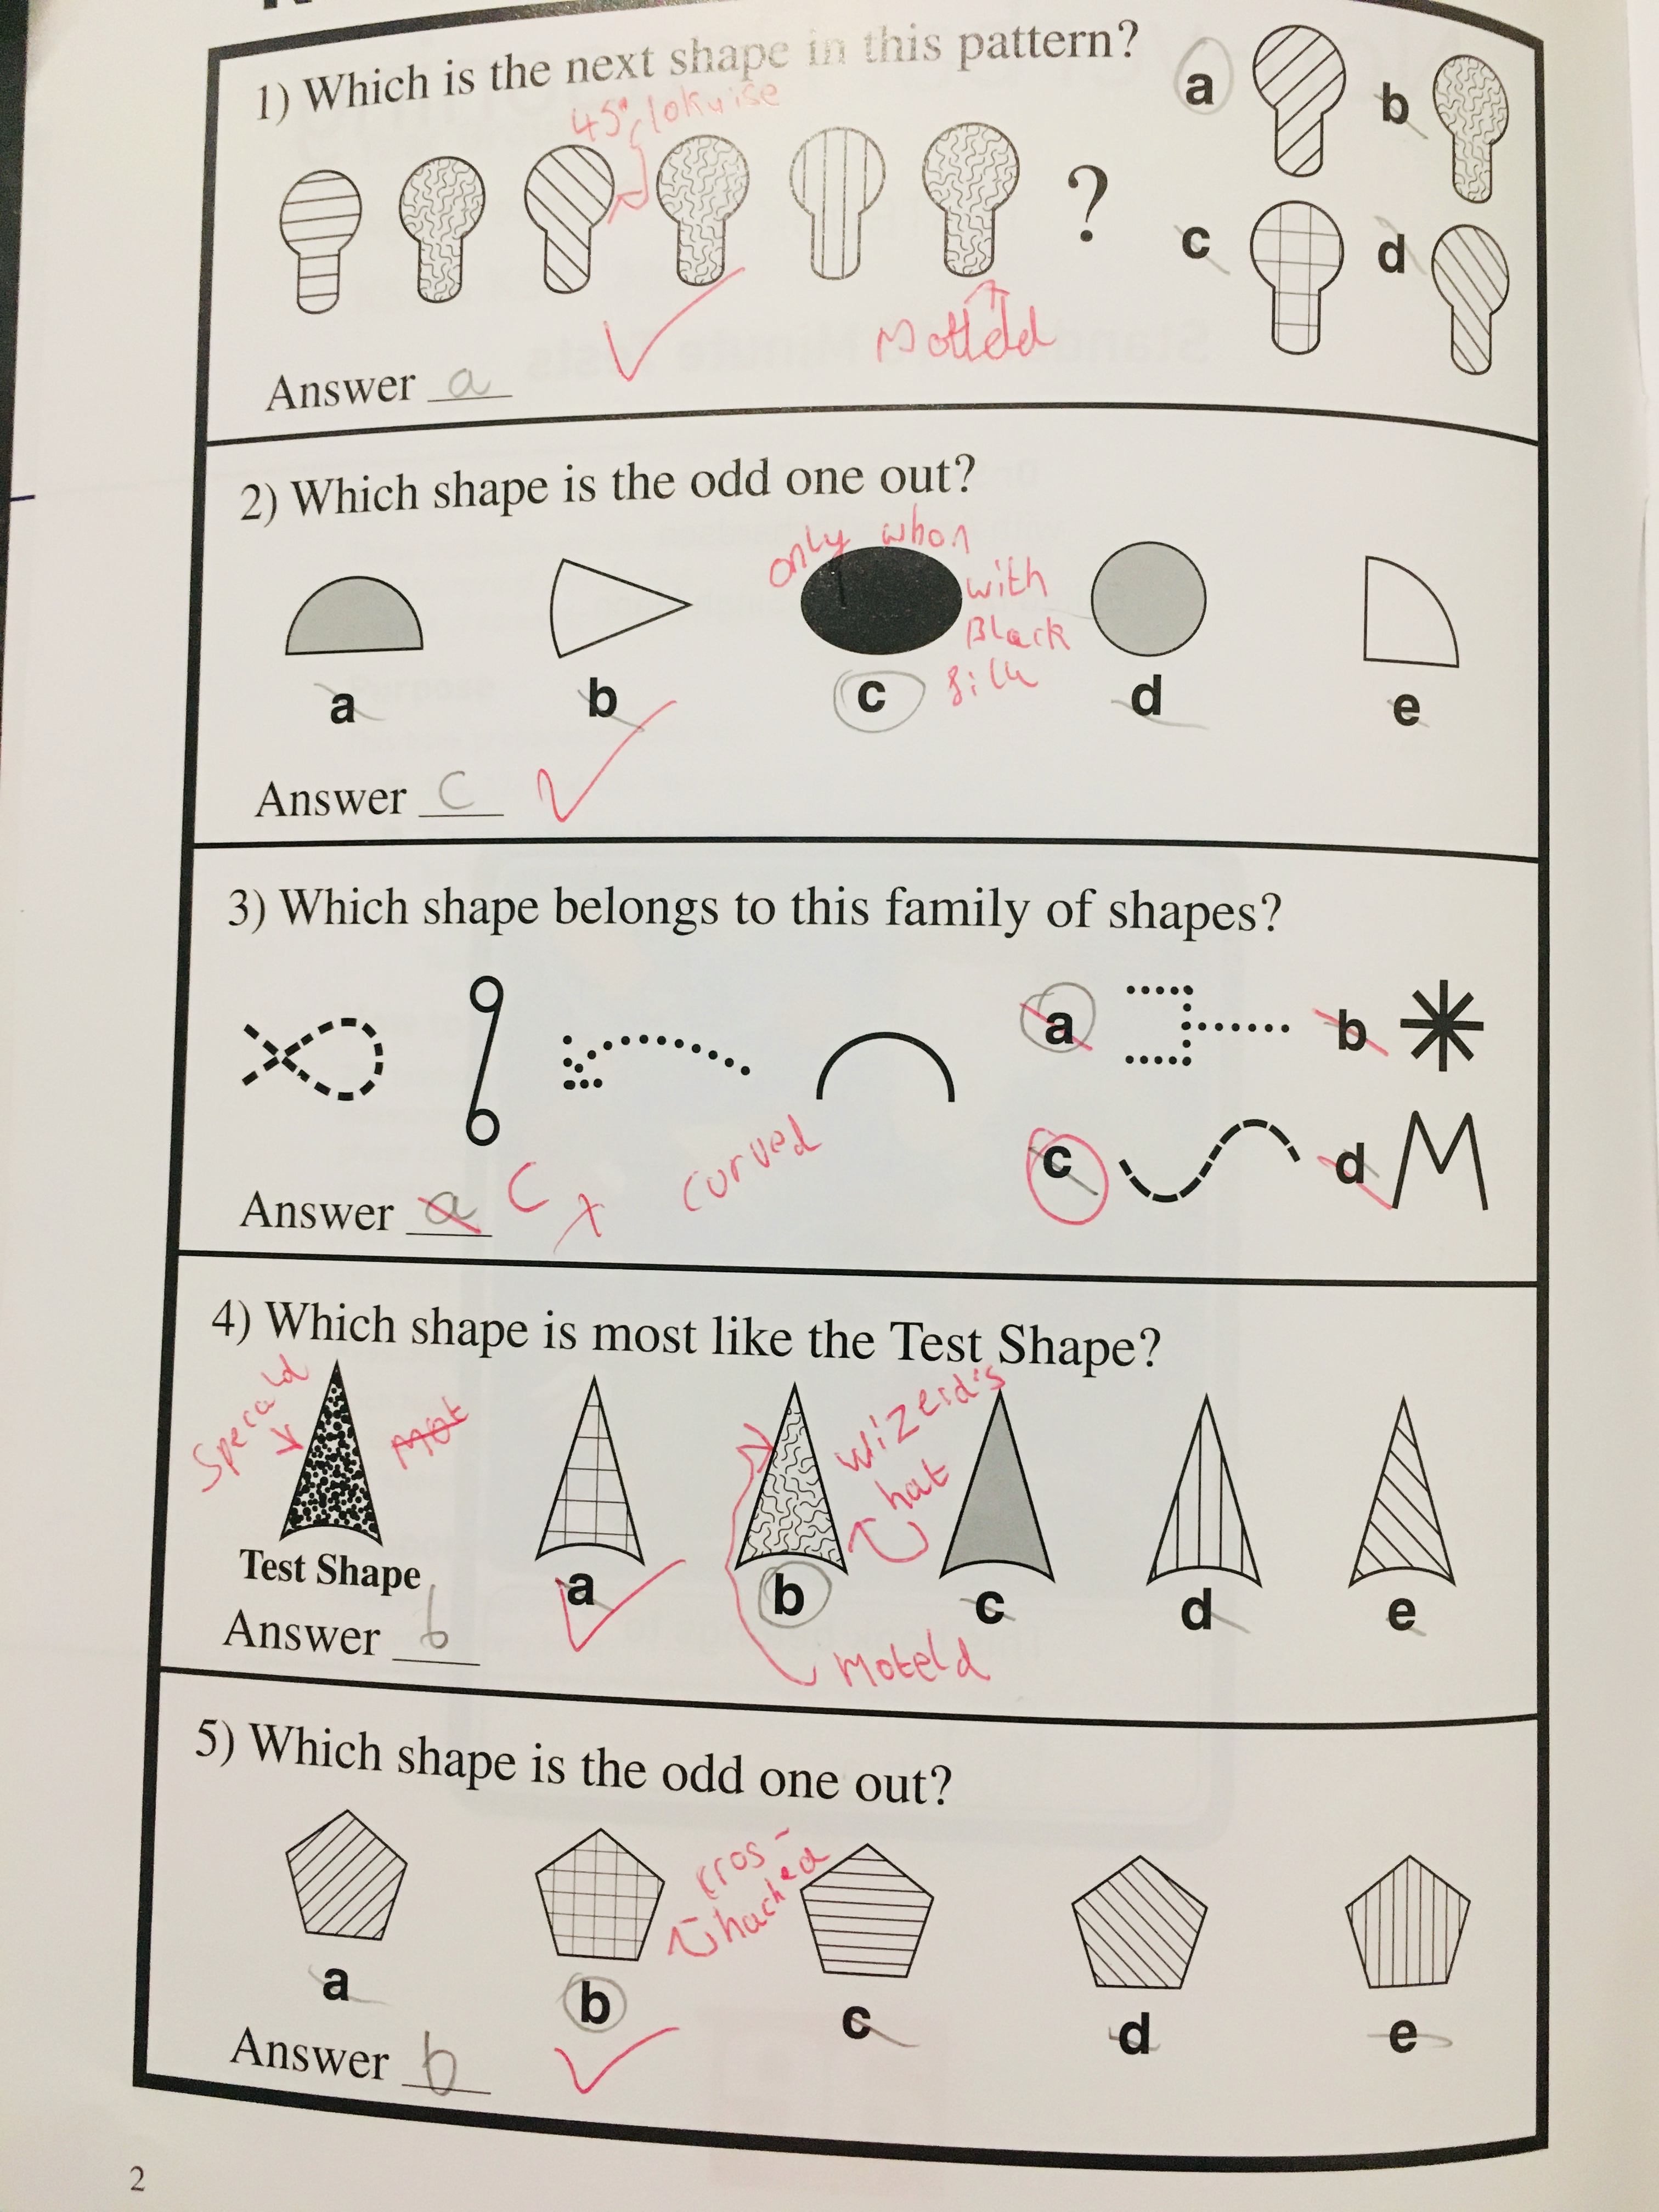 1) Which is the next shape in this pattern?
45° clokwise
a
b
?
c
d
Mottdd
Answer a
2) Which shape is the odd one out?
only whon
with
Black
a
b
c
d
e
Answer c
3) Which shape belongs to this family of shapes?
a
b
c
d
curved
Answer a C
4) Which shape is most like the Test Shape?
Specald
Mot
wizerd's
hat
Test Shape
a
b
c
d
e
Answer b
Moteld
5) Which shape is the odd one out?
cros-
hached
a
b
c
d
e
Answer b
2